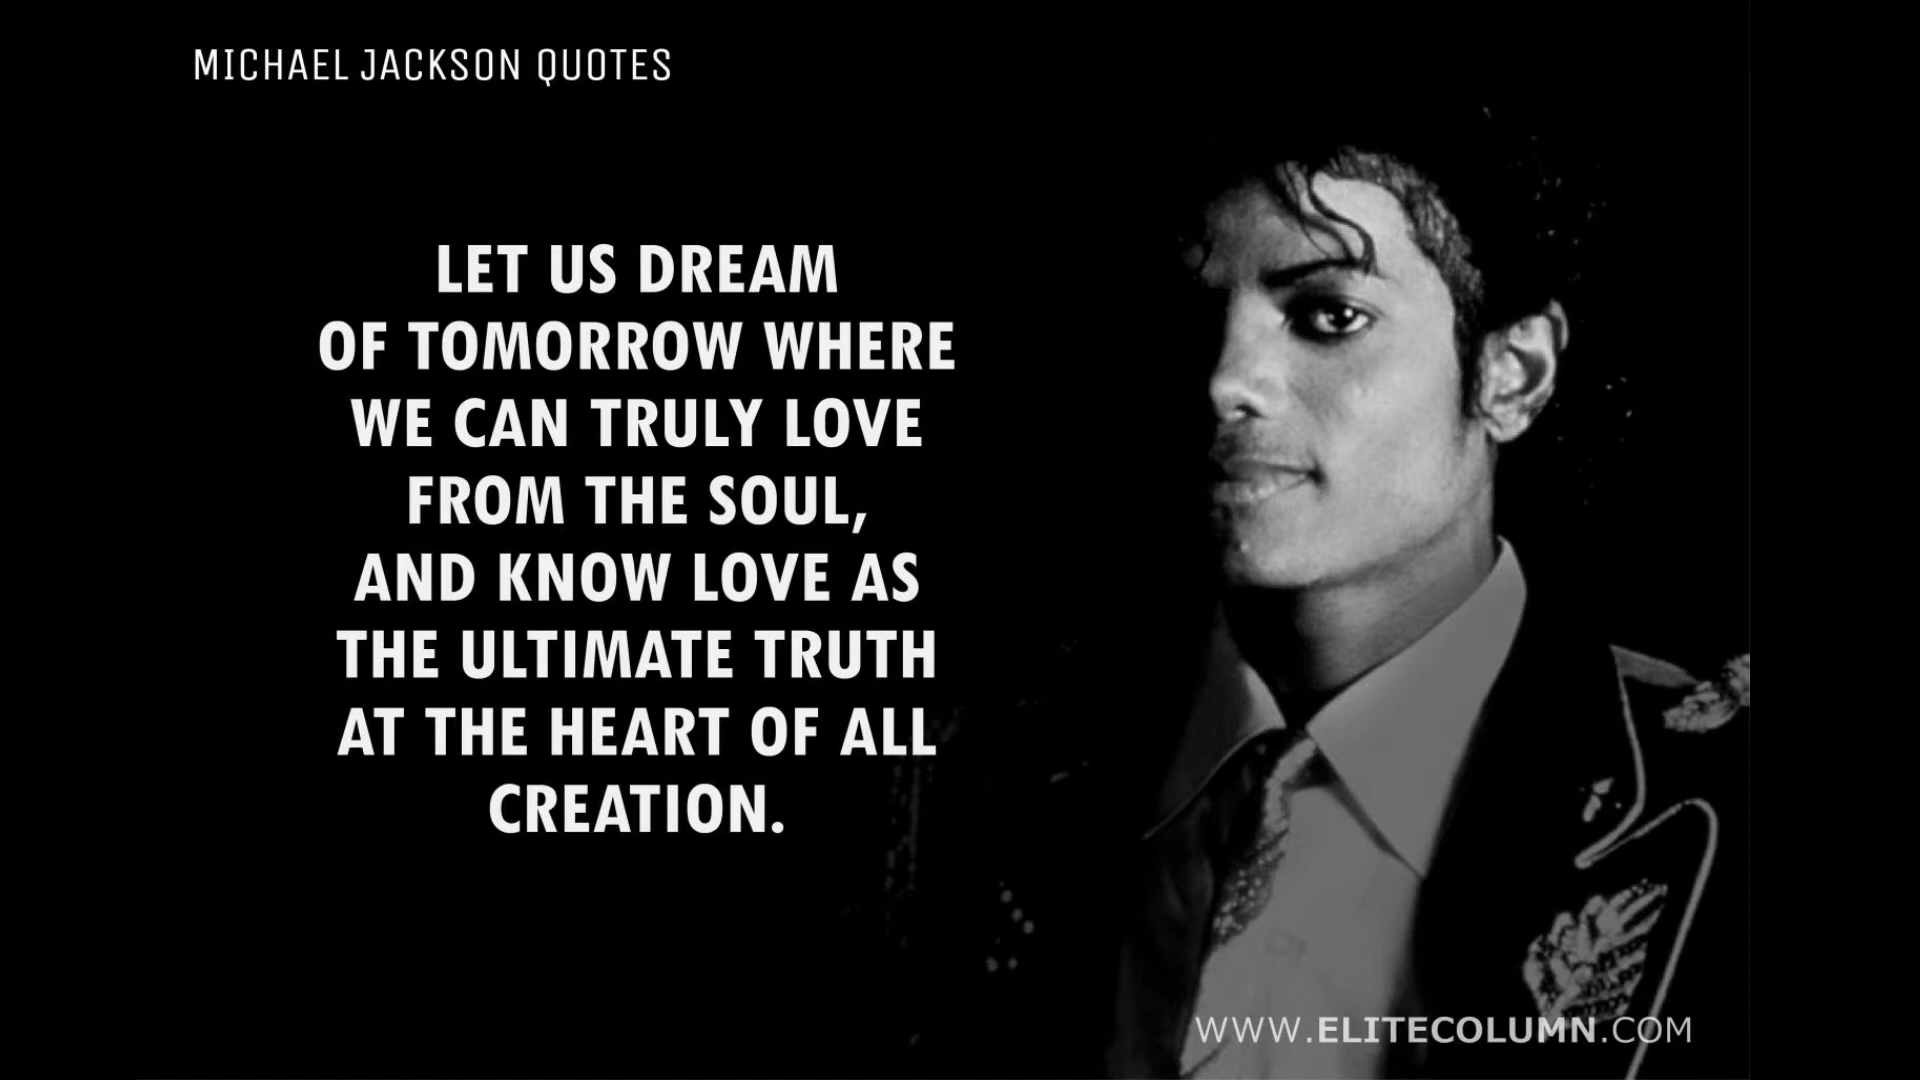 MICHAEL JACKSON QUOTES
LET US DREAM
OF TOMORROW WHERE
WE CAN TRULY LOVE
FROM THE SOUL,
AND KNOW LOVE AS
THE ULTIMATE TRUTH
AT THE HEART OF ALL
CREATION.
WWW.ELITECOLUMN.COM